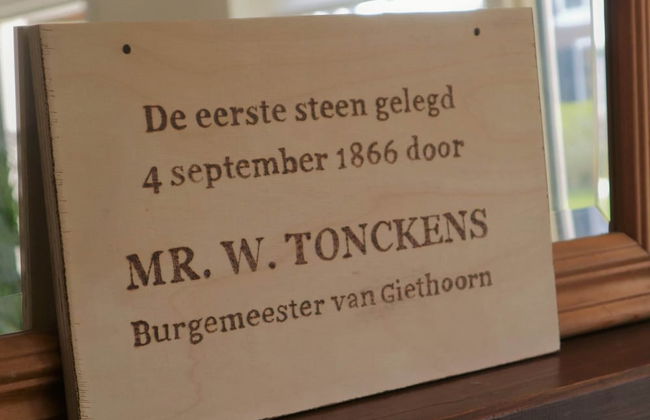 De eerste steen gelegd
4 september 1866 door
MR. W. TONCKENS
Burgemeester van Giethoorn